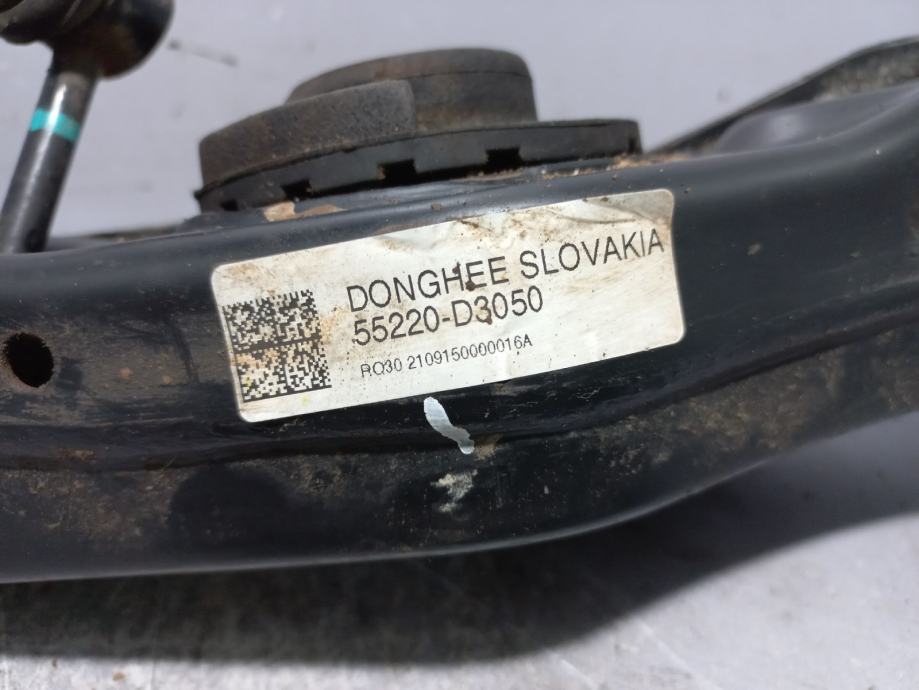 DONGHEE SLOVAKIA
55220-D3050
RQ30 2109150000016A